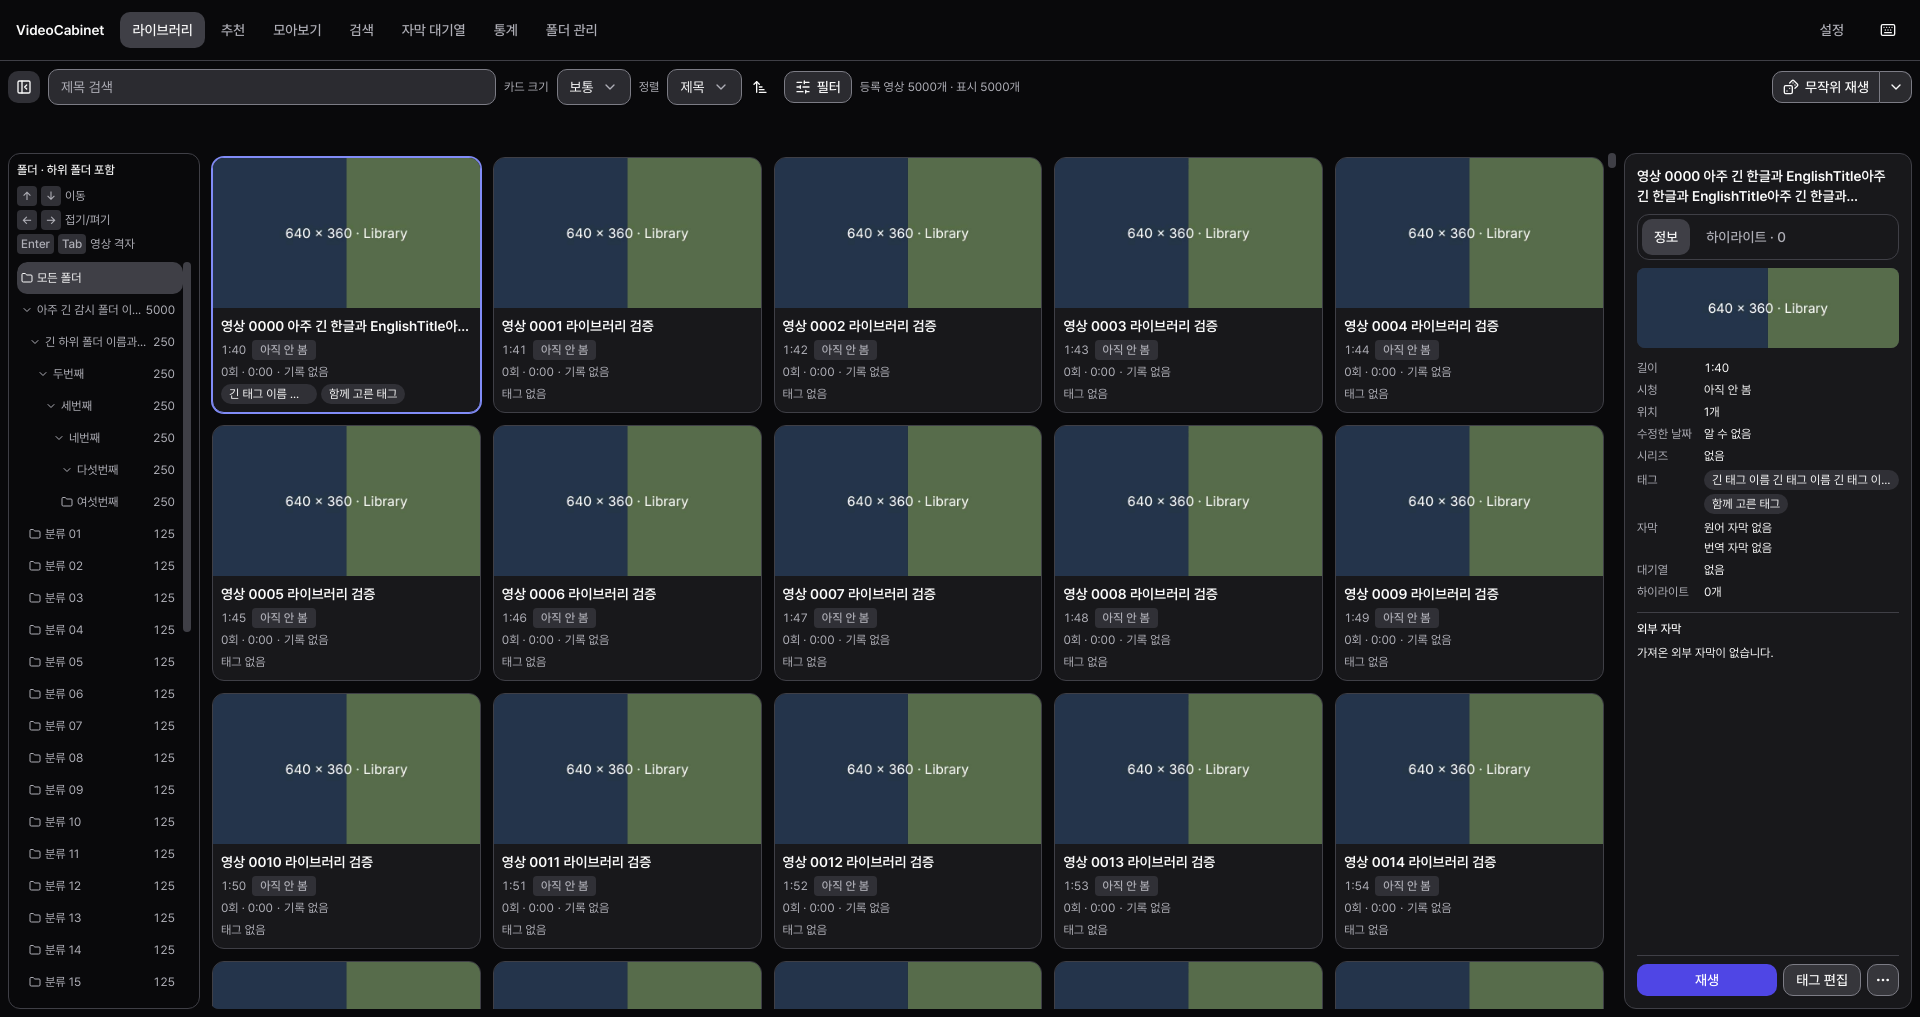 VideoCabinet 라이브러리 추천 모아보기 검색 자막 대기열 통계 폴더 관리 설정
제목 검색 카드 크기 보통 정렬 제목 필터 등록 영상 5000개 · 표시 5000개 무작위 재생
폴더 · 하위 폴더 포함
↑ ↓ 이동
← → 접기/펴기
Enter Tab 영상 격자
모든 폴더
아주 긴 감시 폴더 이... 5000
긴 하위 폴더 이름과... 250
두번째 250
세번째 250
네번째 250
다섯번째 250
여섯번째 250
분류 01 125
분류 02 125
분류 03 125
분류 04 125
분류 05 125
분류 06 125
분류 07 125
분류 08 125
분류 09 125
분류 10 125
분류 11 125
분류 12 125
분류 13 125
분류 14 125
분류 15 125
640 × 360 · Library 640 × 360 · Library 640 × 360 · Library 640 × 360 · Library 640 × 360 · Library
영상 0000 아주 긴 한글과 EnglishTitle아... 영상 0001 라이브러리 검증 영상 0002 라이브러리 검증 영상 0003 라이브러리 검증 영상 0004 라이브러리 검증
1:40 아직 안 봄 1:41 아직 안 봄 1:42 아직 안 봄 1:43 아직 안 봄 1:44 아직 안 봄
0회 · 0:00 · 기록 없음 0회 · 0:00 · 기록 없음 0회 · 0:00 · 기록 없음 0회 · 0:00 · 기록 없음 0회 · 0:00 · 기록 없음
긴 태그 이름 ... 함께 고른 태그 태그 없음 태그 없음 태그 없음 태그 없음
640 × 360 · Library 640 × 360 · Library 640 × 360 · Library 640 × 360 · Library 640 × 360 · Library
영상 0005 라이브러리 검증 영상 0006 라이브러리 검증 영상 0007 라이브러리 검증 영상 0008 라이브러리 검증 영상 0009 라이브러리 검증
1:45 아직 안 봄 1:46 아직 안 봄 1:47 아직 안 봄 1:48 아직 안 봄 1:49 아직 안 봄
0회 · 0:00 · 기록 없음 0회 · 0:00 · 기록 없음 0회 · 0:00 · 기록 없음 0회 · 0:00 · 기록 없음 0회 · 0:00 · 기록 없음
태그 없음 태그 없음 태그 없음 태그 없음 태그 없음
640 × 360 · Library 640 × 360 · Library 640 × 360 · Library 640 × 360 · Library 640 × 360 · Library
영상 0010 라이브러리 검증 영상 0011 라이브러리 검증 영상 0012 라이브러리 검증 영상 0013 라이브러리 검증 영상 0014 라이브러리 검증
1:50 아직 안 봄 1:51 아직 안 봄 1:52 아직 안 봄 1:53 아직 안 봄 1:54 아직 안 봄
0회 · 0:00 · 기록 없음 0회 · 0:00 · 기록 없음 0회 · 0:00 · 기록 없음 0회 · 0:00 · 기록 없음 0회 · 0:00 · 기록 없음
태그 없음 태그 없음 태그 없음 태그 없음 태그 없음
영상 0000 아주 긴 한글과 EnglishTitle아주
긴 한글과 EnglishTitle아주 긴 한글과...
정보 하이라이트 · 0
640 × 360 · Library
길이 1:40
시청 아직 안 봄
위치 1개
수정한 날짜 알 수 없음
시리즈 없음
태그 긴 태그 이름 긴 태그 이름 긴 태그 이...
함께 고른 태그
자막 원어 자막 없음
번역 자막 없음
대기열 없음
하이라이트 0개
외부 자막
가져온 외부 자막이 없습니다.
재생 태그 편집 ...